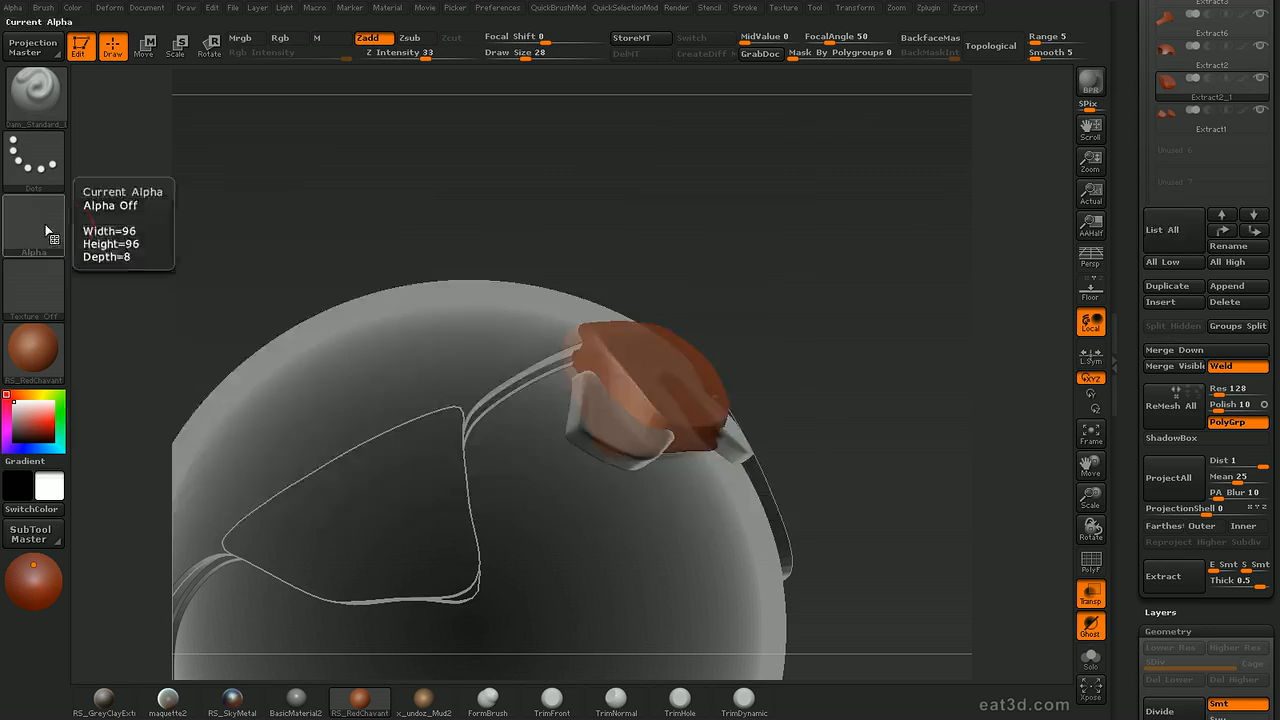 Alpha Brush Color Deform Document Draw Edit File Layer Light Macro Marker Material Movie Picker Preferences QuickBrushMod QuickSelectionMod Render Stencil Stroke Texture Tool Transform Zoom Zplugin Zscript
Current Alpha
Projection Master
Edit
Draw
Move
Scale
Rotate
Mrgb Rgb M
Rgb Intensity
Zadd Zsub Zcut
Z Intensity 33
Focal Shift 0
Draw Size 28
StoreMT Switch
DelMT CreateDiff
MidValue 0
GrabDoc
FocalAngle 50
Mask By Polygroups 0
BackfaceMas
BackMaskInt
Topological
Range 5
Smooth 5
Dam_Standard_
Dots
Alpha
Texture Off
RS_RedChavant
Gradient
SwitchColor
SubTool
Master
Current Alpha
Alpha Off
Width=96
Height=96
Depth=8
BPR
SPix
Scroll
Zoom
Actual
AAHalf
Persp
Floor
Local
L.Sym
XYZ
Frame
Move
Scale
Rotate
PolyF
Transp
Ghost
Solo
Xpose
Extract3
Extract6
Extract2
Extract2_1
Extract1
Unused 6
Unused 7
List All
Rename
All Low All High
Duplicate Append
Insert Delete
Split Hidden Groups Split
Merge Down
Merge Visible Weld
ReMesh All
Res 128
Polish 10
PolyGrp
ShadowBox
ProjectAll
Dist 1
Mean 25
PA Blur 10
ProjectionShell 0
Farthest Outer Inner
Reproject Higher Subdiv
Extract
E Smt S Smt
Thick 0.5
Layers
Geometry
Lower Res Higher Res
SDiv Cage
Del Lower Del Higher
Divide
Smt
RS_GreyClayExt maquette2 RS_SkyMetal BasicMaterial2 RS_RedChavant x_undoz_Mud2 FormBrush TrimFront TrimNormal TrimHole TrimDynamic
eat3d.com